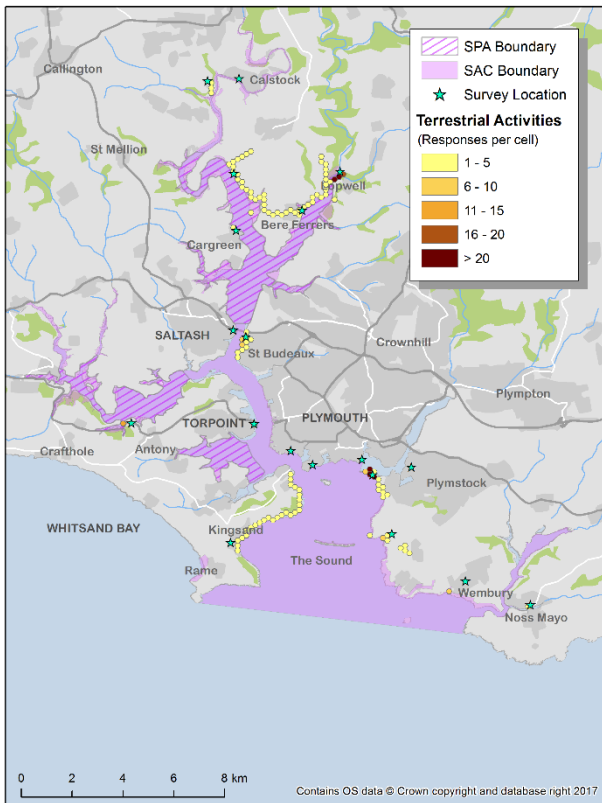 SPA Boundary
SAC Boundary
Survey Location
Terrestrial Activities
(Responses per cell)
1 - 5
6 - 10
11 - 15
16 - 20
> 20
Callington
Calstock
St Mellion
Lopwell
Bere Ferrers
Cargreen
SALTASH
St Budeaux
Crownhill
Plympton
TORPOINT
PLYMOUTH
Crafthole
Antony
Plymstock
WHITSAND BAY
Kingsand
The Sound
Rame
Wembury
Noss Mayo
0 2 4 6 8 km
Contains OS data @ Crown copyright and database right 2017